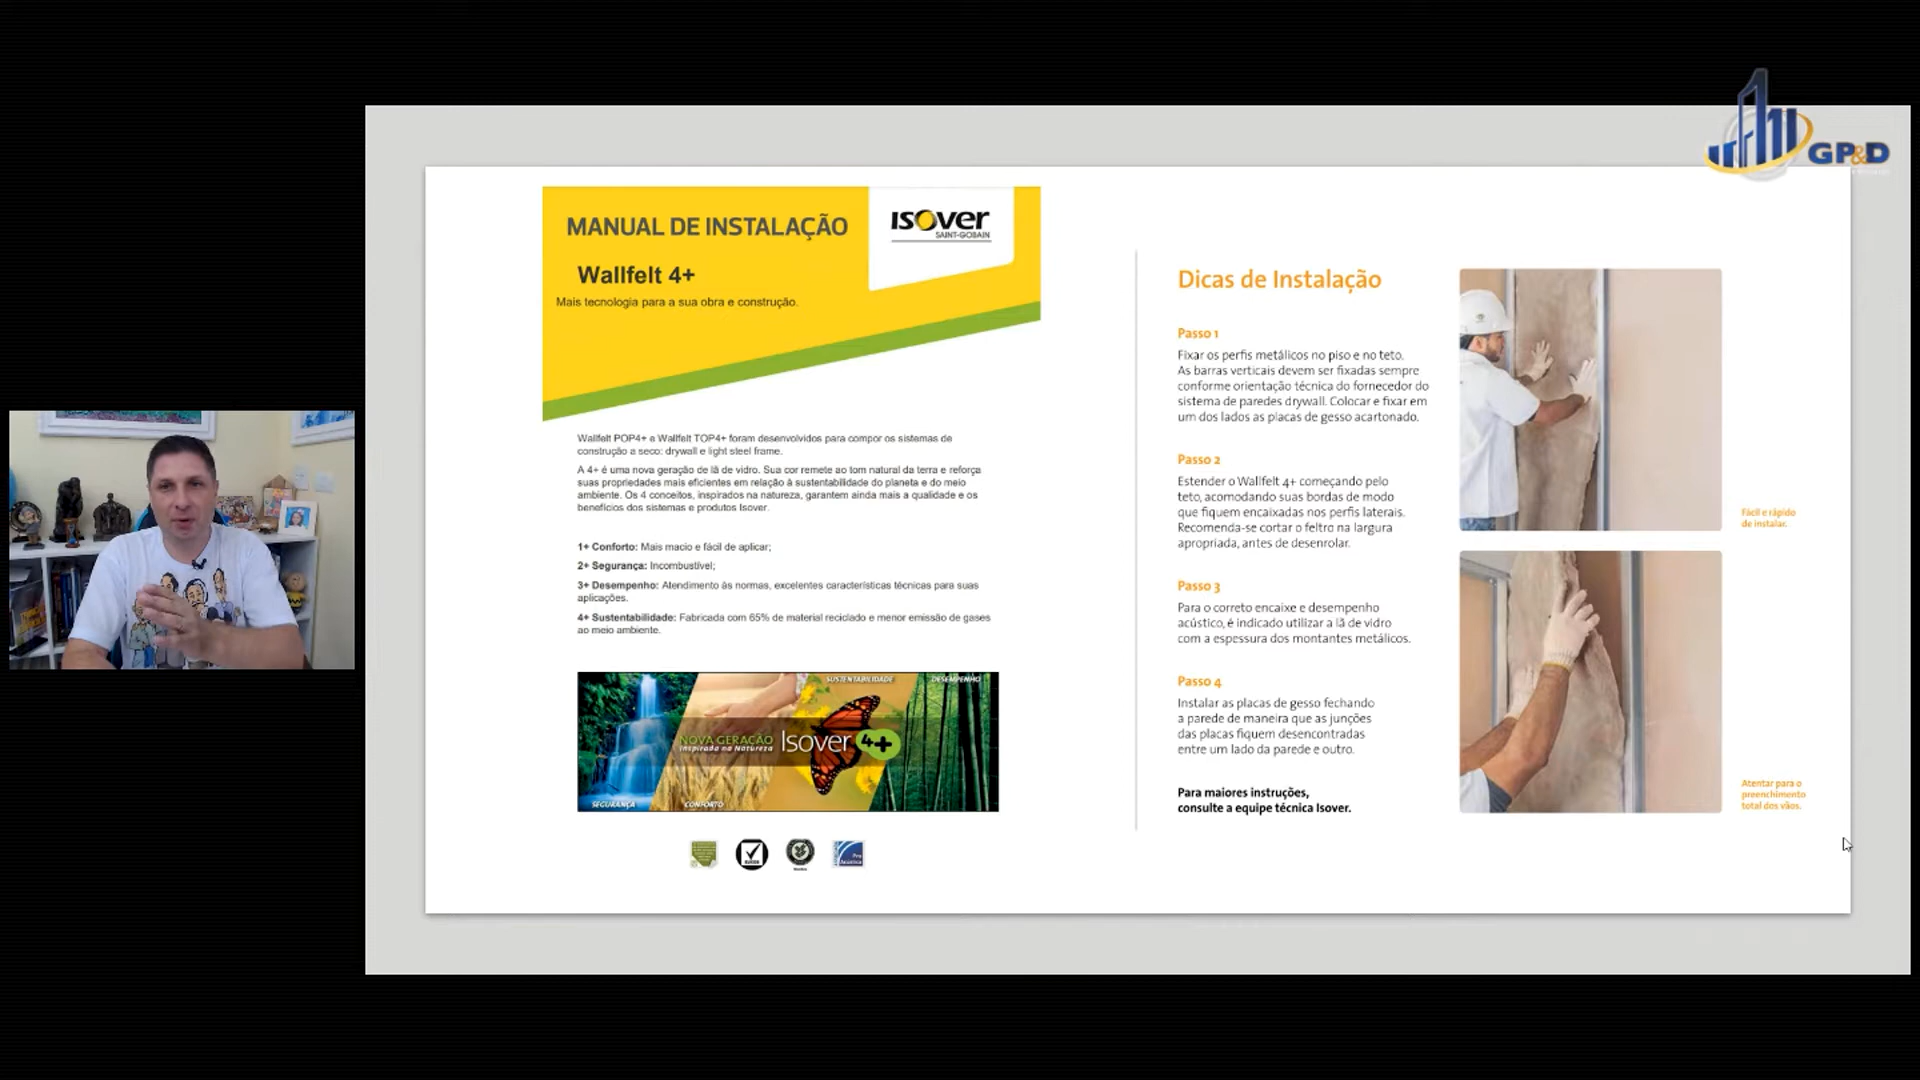 GP&D
MANUAL DE INSTALAÇÃO
ISOver
SAINT-GOBAIN
Wallfelt 4+
Mais tecnologia para a sua obra e construção.
Wallfelt POP4+ e Wallfelt TOP4+ foram desenvolvidos para compor os sistemas de
construção a seco: drywall e light steel frame.
A 4+ é uma nova geração de lã de vidro. Sua cor remete ao tom natural da terra e reforça
suas propriedades mais eficientes em relação à sustentabilidade do planeta e do meio
ambiente. Os 4 conceitos, inspirados na natureza, garantem ainda mais a qualidade e os
benefícios dos sistemas e produtos Isover.
1+ Conforto: Mais macio e fácil de aplicar;
2+ Segurança: Incombustível;
3+ Desempenho: Atendimento às normas, excelentes características técnicas para suas
aplicações.
4+ Sustentabilidade: Fabricada com 65% de material reciclado e menor emissão de gases
ao meio ambiente.
SUSTENTABILIDADE
DESEMPENHO
NOVA GERAÇÃO
Inspirada na Natureza
Isover 4+
SEGURANÇA
CONFORTO
Dicas de Instalação
Passo 1
Fixar os perfis metálicos no piso e no teto.
As barras verticais devem ser fixadas sempre
conforme orientação técnica do fornecedor do
sistema de paredes drywall. Colocar e fixar em
um dos lados as placas de gesso acartonado.
Passo 2
Estender o Wallfelt 4+ começando pelo
teto, acomodando suas bordas de modo
que fiquem encaixadas nos perfis laterais.
Recomenda-se cortar o feltro na largura
apropriada, antes de desenrolar.
Passo 3
Para o correto encaixe e desempenho
acústico, é indicado utilizar a lã de vidro
com a espessura dos montantes metálicos.
Passo 4
Instalar as placas de gesso fechando
a parede de maneira que as junções
das placas fiquem desencontradas
entre um lado da parede e outro.
Para maiores instruções,
consulte a equipe técnica Isover.
Fácil e rápido
de instalar.
Atentar para o
preenchimento
total dos vãos.